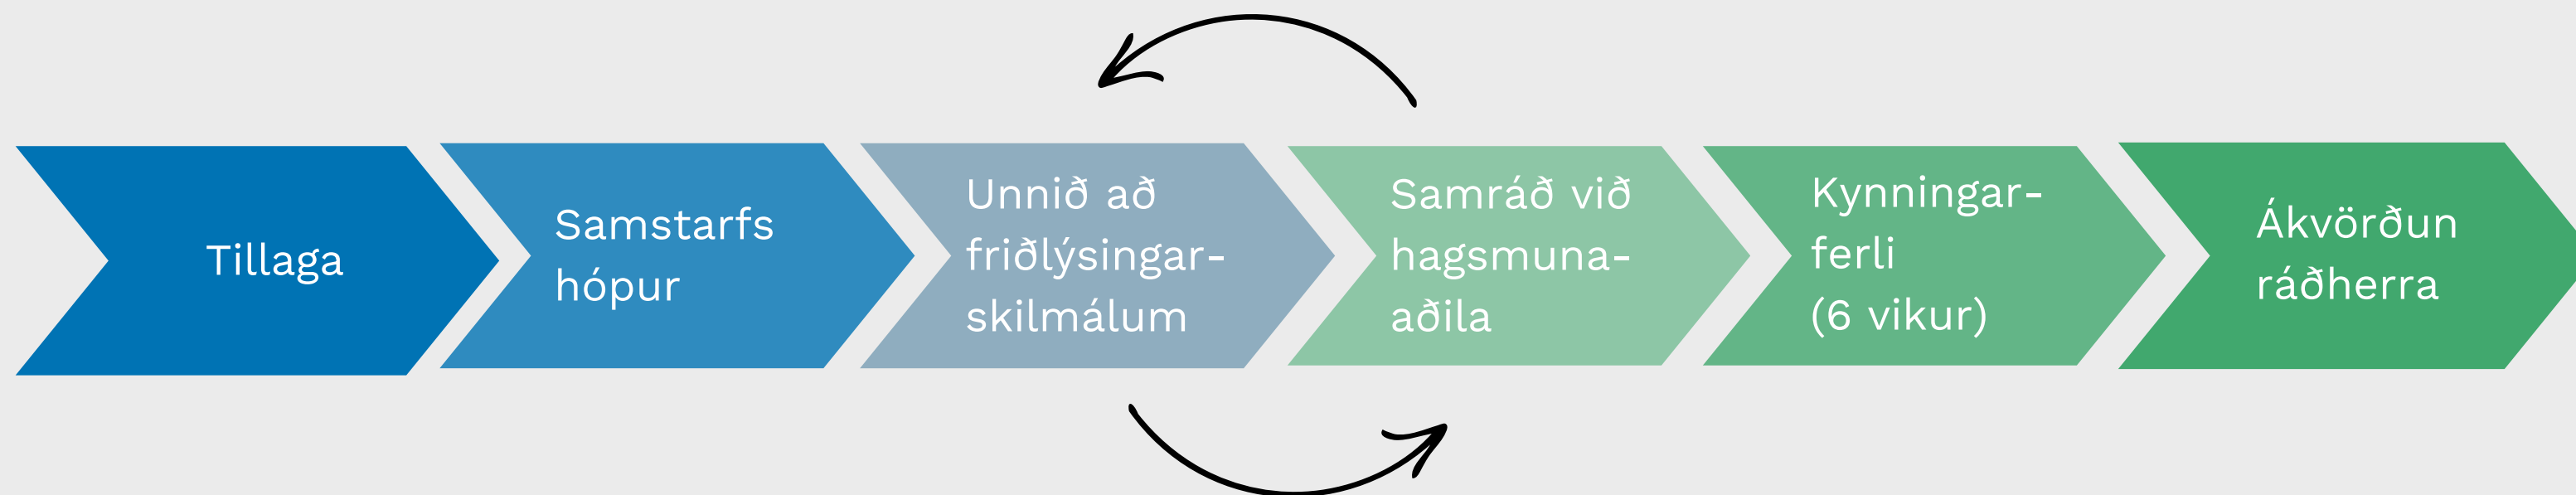 Tillaga
Samstarfs
hópur
Unnið að
friðlýsingar-
skilmálum
Samráð við
hagsmuna-
aðila
Kynningar-
ferli
(6 vikur)
Ákvörðun
ráðherra